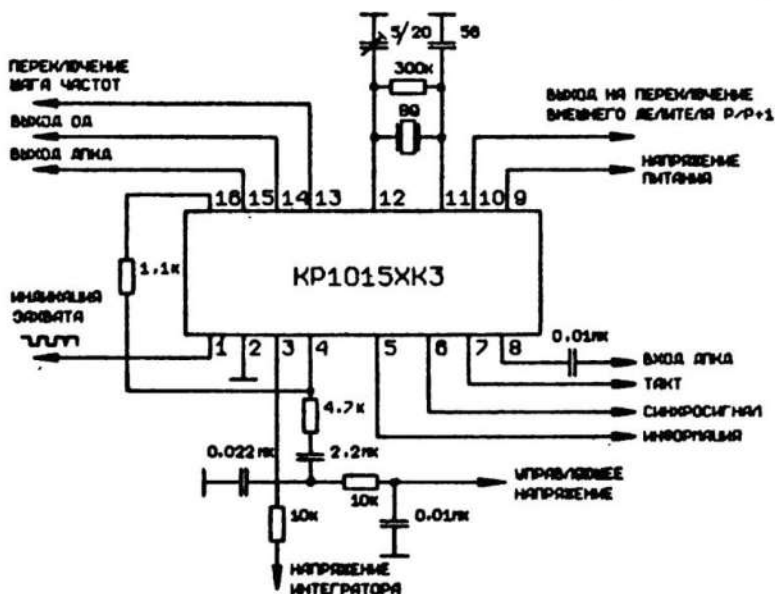 5/20
56
ПЕРЕКЛЮЧЕНИЕ
ШАГА ЧАСТОТ
300к
ВЫХОД НА ПЕРЕКЛЮЧЕНИЕ
ВНЕШНЕГО ДЕЛИТЕЛЯ P/P+1
ВЫХОД ОД
BQ
ВЫХОД ДПКД
НАПРЯЖЕНИЕ
ПИТАНИЯ
16 15 14 13 12 11 10 9
1,1к
КР1015ХК3
ИНДИКАЦИЯ
ЗАХВАТА
0.01мк
1 2 3 4 5 6 7 8
ВХОД ДПКД
ТАКТ
4.7к
СИНХРОСИГНАЛ
ИНФОРМАЦИЯ
0.022мк
2.2мк
УПРАВЛЯЮЩЕЕ
НАПРЯЖЕНИЕ
10к
10к
0.01мк
НАПРЯЖЕНИЕ
ИНТЕГРАТОРА